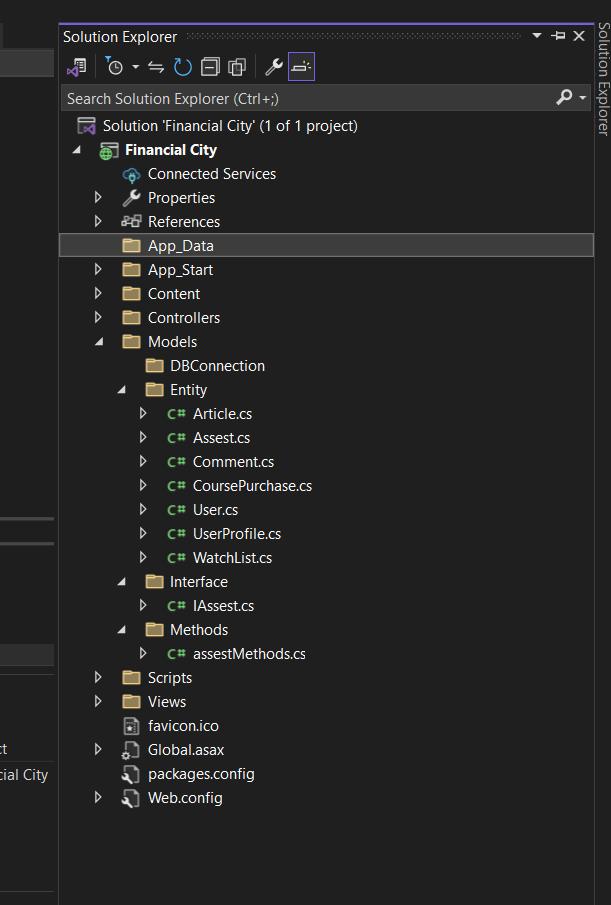 Solution Explorer
Search Solution Explorer (Ctrl+;)
Solution 'Financial City' (1 of 1 project)
Financial City
Connected Services
Properties
References
App_Data
App_Start
Content
Controllers
Models
DBConnection
Entity
C# Article.cs
C# Assest.cs
C# Comment.cs
C# CoursePurchase.cs
C# User.cs
C# UserProfile.cs
C# WatchList.cs
Interface
C# IAssest.cs
Methods
C# assestMethods.cs
Scripts
Views
favicon.ico
Global.asax
packages.config
Web.config
ct
cial City
Solution Explorer